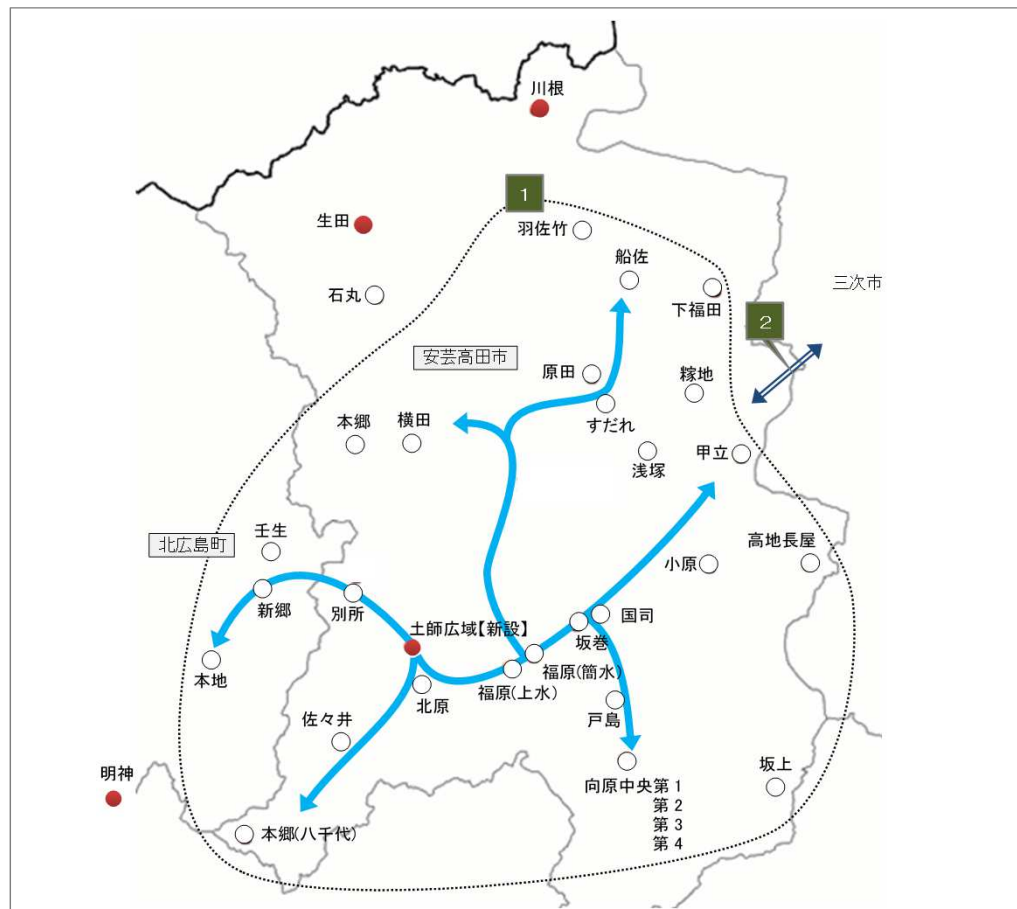 川根
1
生田
羽佐竹
船佐
石丸
下福田
三次市
2
安芸高田市
原田
糘地
すだれ
本郷
横田
浅塚
甲立
北広島町
壬生
高地長屋
小原
新郷
別所
土師広域【新設】
国司
坂巻
福原(簡水)
本地
北原
福原(上水)
戸島
佐々井
明神
向原中央第1
第2
第3
第4
坂上
本郷(八千代)